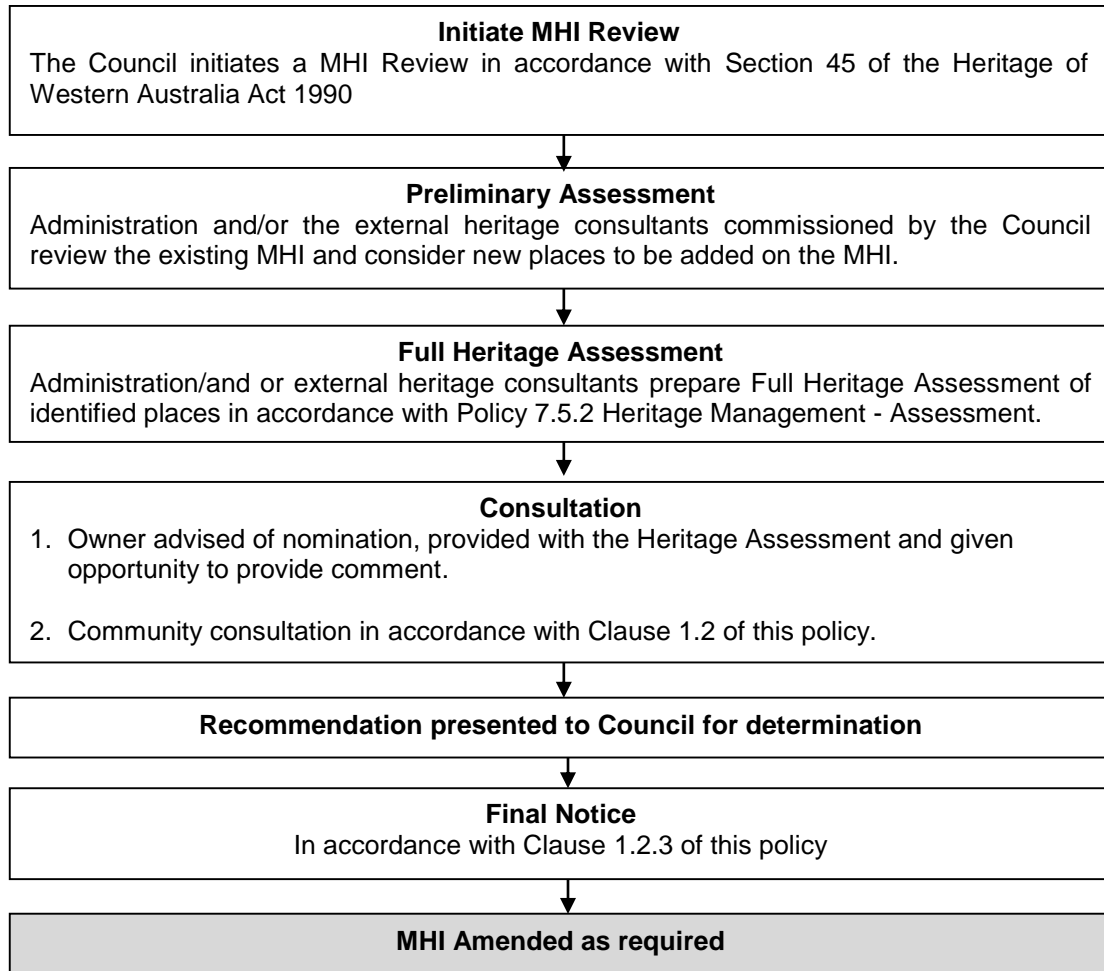 Initiate MHI Review
The Council initiates a MHI Review in accordance with Section 45 of the Heritage of
Western Australia Act 1990
Preliminary Assessment
Administration and/or the external heritage consultants commissioned by the Council
review the existing MHI and consider new places to be added on the MHI.
Full Heritage Assessment
Administration/and or external heritage consultants prepare Full Heritage Assessment of
identified places in accordance with Policy 7.5.2 Heritage Management - Assessment.
Consultation
1. Owner advised of nomination, provided with the Heritage Assessment and given
opportunity to provide comment.
2. Community consultation in accordance with Clause 1.2 of this policy.
Recommendation presented to Council for determination
Final Notice
In accordance with Clause 1.2.3 of this policy
MHI Amended as required